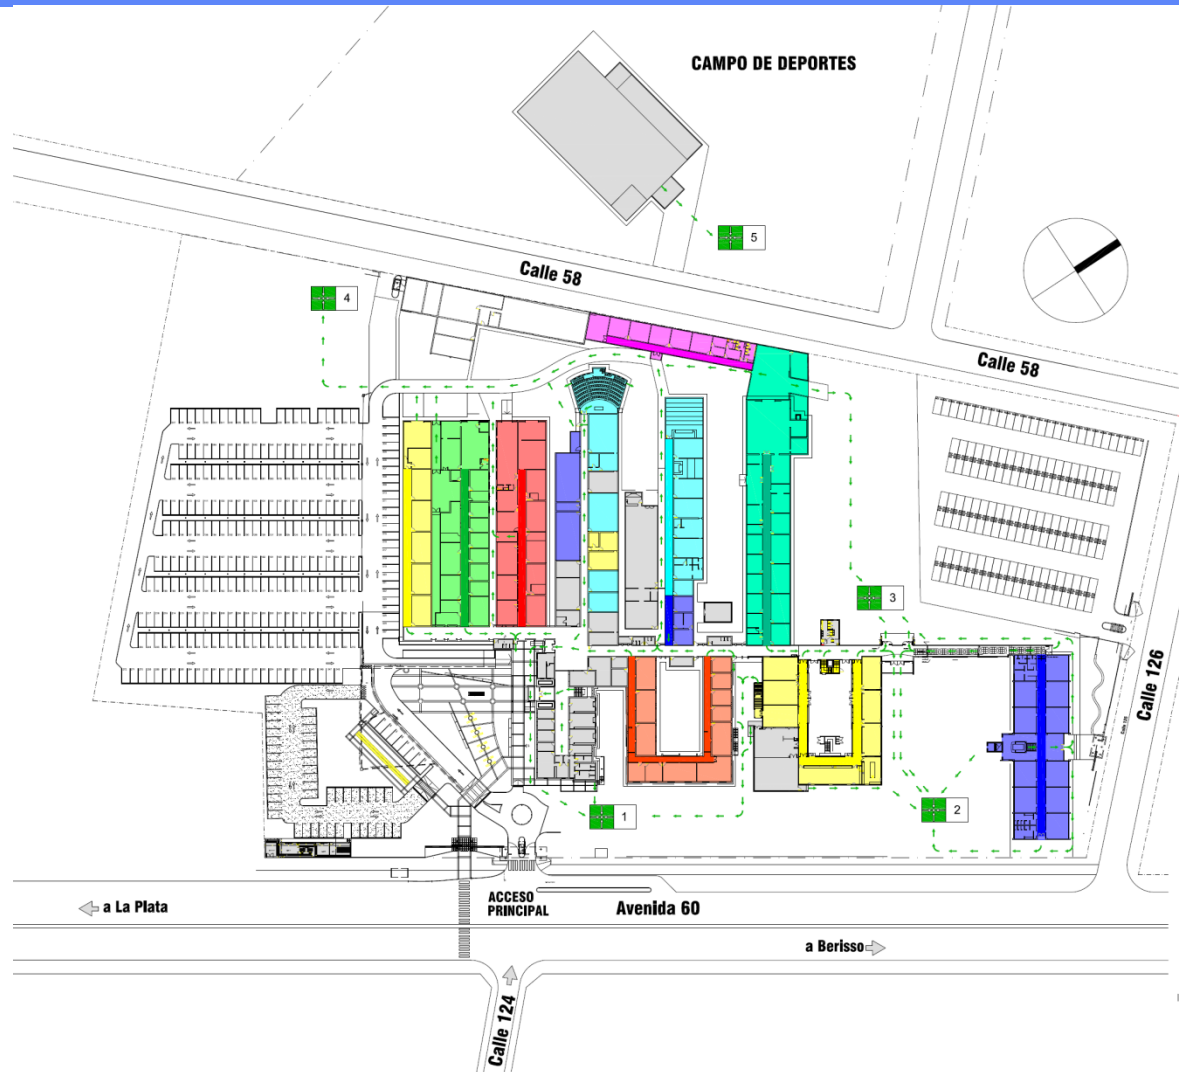 CAMPO DE DEPORTES
5
Calle 58
4
Calle 58
3
Calle 126
1
2
ACCESO
PRINCIPAL
a La Plata
Avenida 60
a Berisso
Calle 124